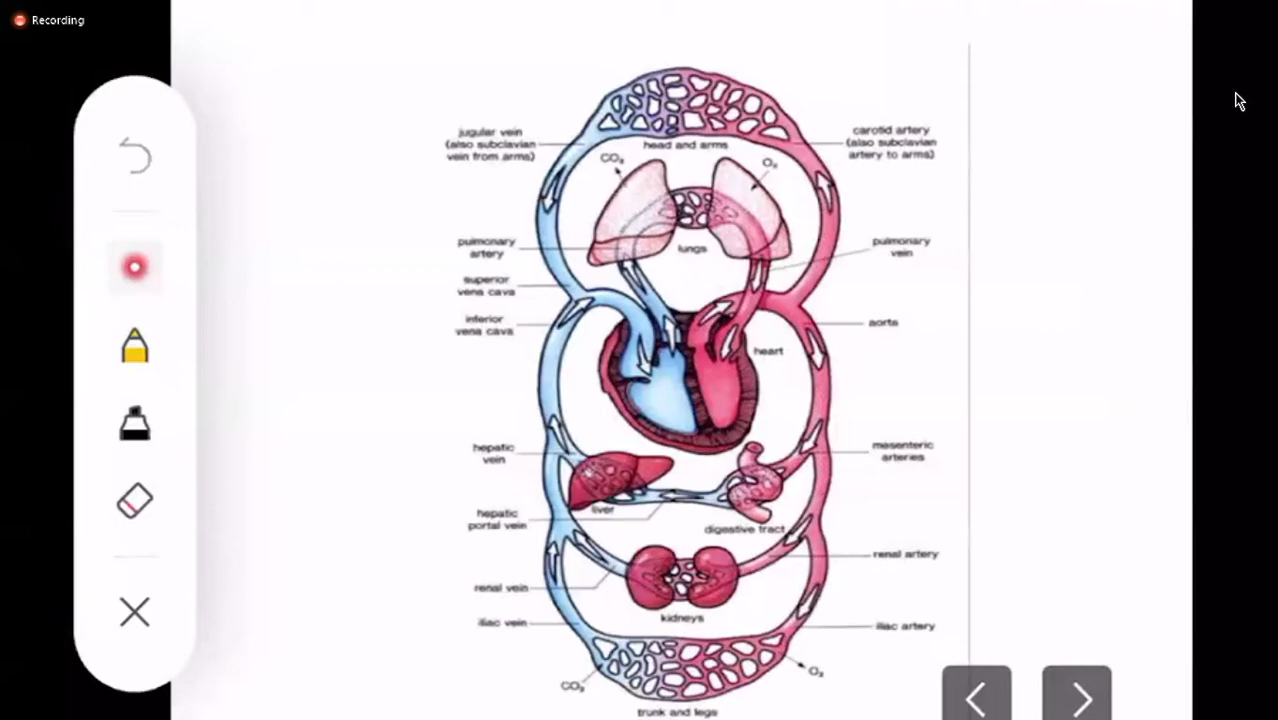 Recording
jugular vein
(also subclavian
vein from arms)
head and arms
carotid artery
(also subclavian
artery to arms)
CO₂
O₂
pulmonary
artery
lungs
pulmonary
vein
superior
vena cava
inferior
vena cava
aorta
heart
hepatic
vein
mesenteric
arteries
liver
hepatic
portal vein
digestive tract
renal artery
renal vein
kidneys
iliac vein
iliac artery
CO₂
O₂
trunk and legs